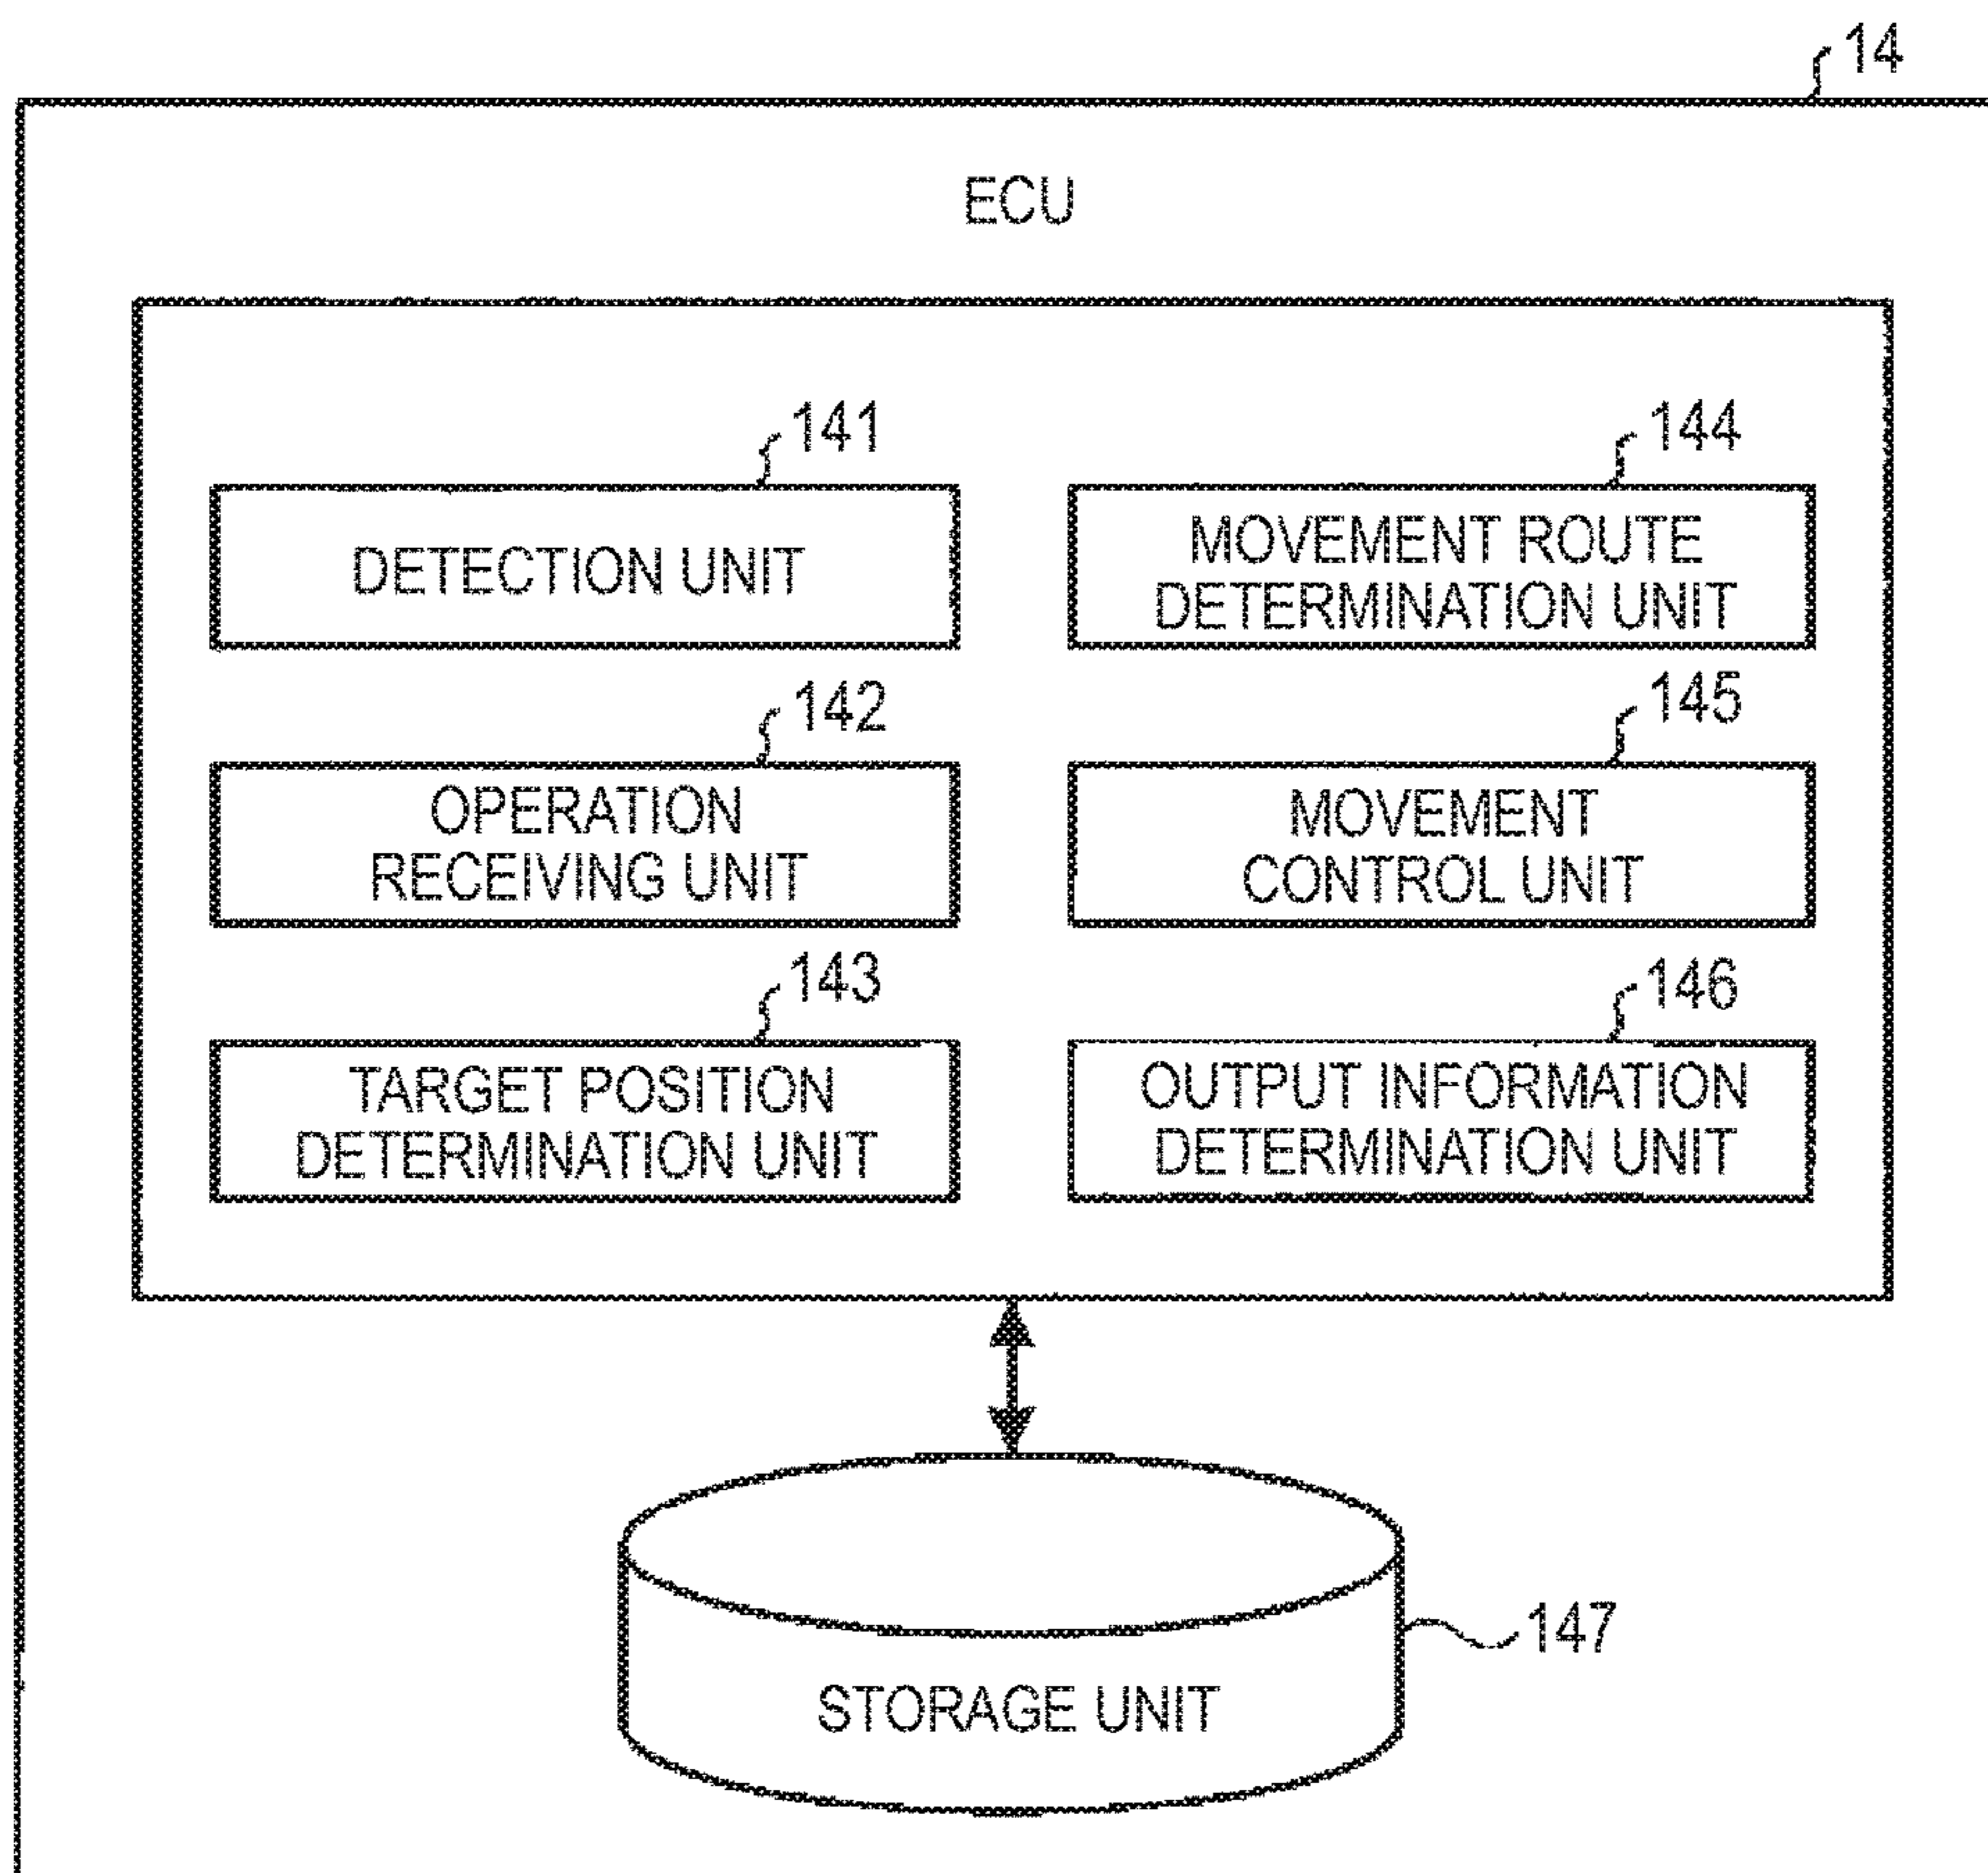 14
ECU
141
DETECTION UNIT
144
MOVEMENT ROUTE
DETERMINATION UNIT
142
OPERATION
RECEIVING UNIT
145
MOVEMENT
CONTROL UNIT
143
TARGET POSITION
DETERMINATION UNIT
146
OUTPUT INFORMATION
DETERMINATION UNIT
147
STORAGE UNIT